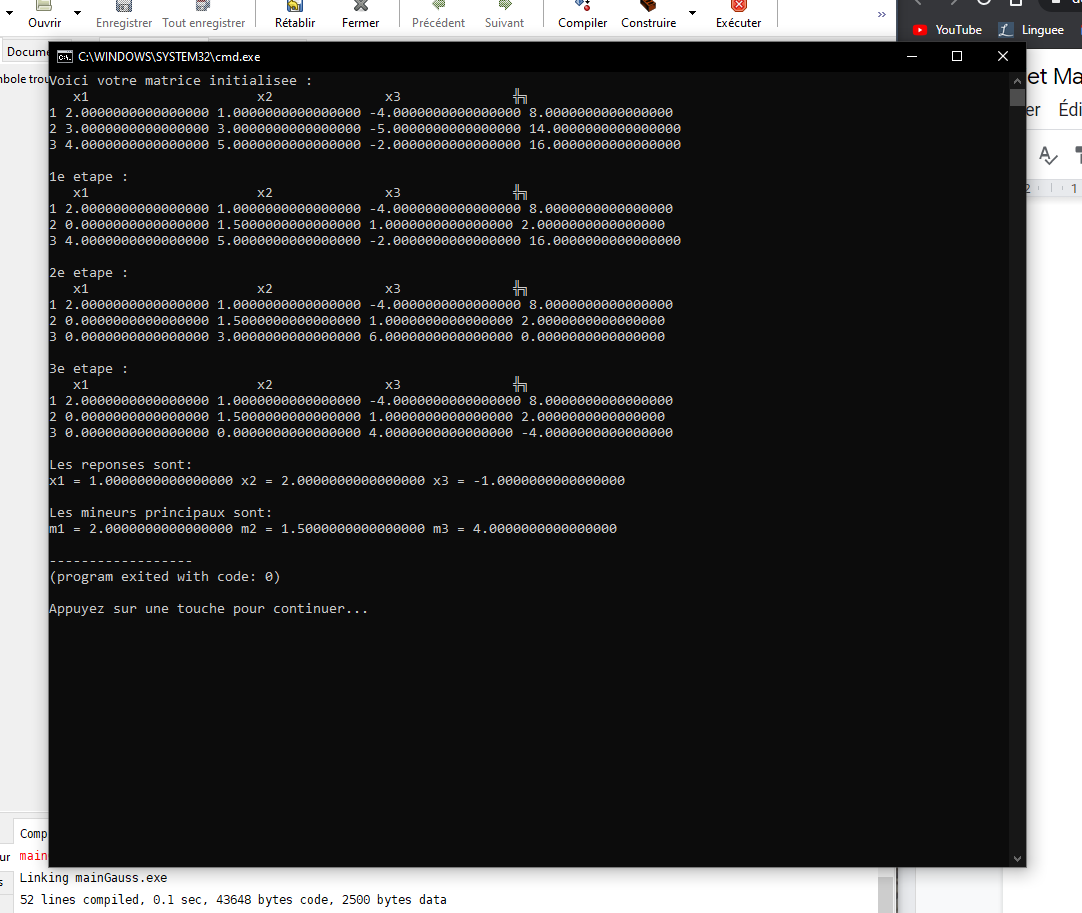 Ouvrir Enregistrer Tout enregistrer Rétablir Fermer Précédent Suivant Compiler Construire Exécuter »
YouTube Linguee
Docume
C:\WINDOWS\SYSTEM32\cmd.exe
et Ma
mbole trou
er Édi
2 1
Voici votre matrice initialisee :
x1 x2 x3 ╬╗
1 2.0000000000000000 1.0000000000000000 -4.0000000000000000 8.0000000000000000
2 3.0000000000000000 3.0000000000000000 -5.0000000000000000 14.0000000000000000
3 4.0000000000000000 5.0000000000000000 -2.0000000000000000 16.0000000000000000
1e etape :
x1 x2 x3 ╬╗
1 2.0000000000000000 1.0000000000000000 -4.0000000000000000 8.0000000000000000
2 0.0000000000000000 1.5000000000000000 1.0000000000000000 2.0000000000000000
3 4.0000000000000000 5.0000000000000000 -2.0000000000000000 16.0000000000000000
2e etape :
x1 x2 x3 ╬╗
1 2.0000000000000000 1.0000000000000000 -4.0000000000000000 8.0000000000000000
2 0.0000000000000000 1.5000000000000000 1.0000000000000000 2.0000000000000000
3 0.0000000000000000 3.0000000000000000 6.0000000000000000 0.0000000000000000
3e etape :
x1 x2 x3 ╬╗
1 2.0000000000000000 1.0000000000000000 -4.0000000000000000 8.0000000000000000
2 0.0000000000000000 1.5000000000000000 1.0000000000000000 2.0000000000000000
3 0.0000000000000000 0.0000000000000000 4.0000000000000000 -4.0000000000000000
Les reponses sont:
x1 = 1.0000000000000000 x2 = 2.0000000000000000 x3 = -1.0000000000000000
Les mineurs principaux sont:
m1 = 2.0000000000000000 m2 = 1.5000000000000000 m3 = 4.0000000000000000
------------------
(program exited with code: 0)
Appuyez sur une touche pour continuer...
Comp
ur main
s Linking mainGauss.exe
52 lines compiled, 0.1 sec, 43648 bytes code, 2500 bytes data